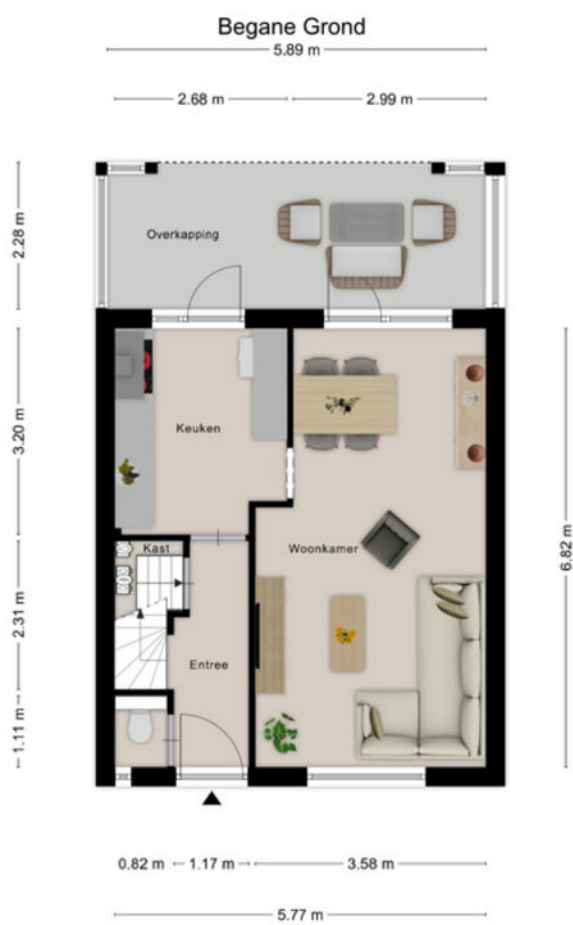 Begane Grond
5.89 m
2.68 m
2.99 m
2.28 m
Overkapping
3.20 m
Keuken
6.82 m
Kast
Woonkamer
2.31 m
Entree
1.11 m
0.82 m
1.17 m
3.58 m
5.77 m